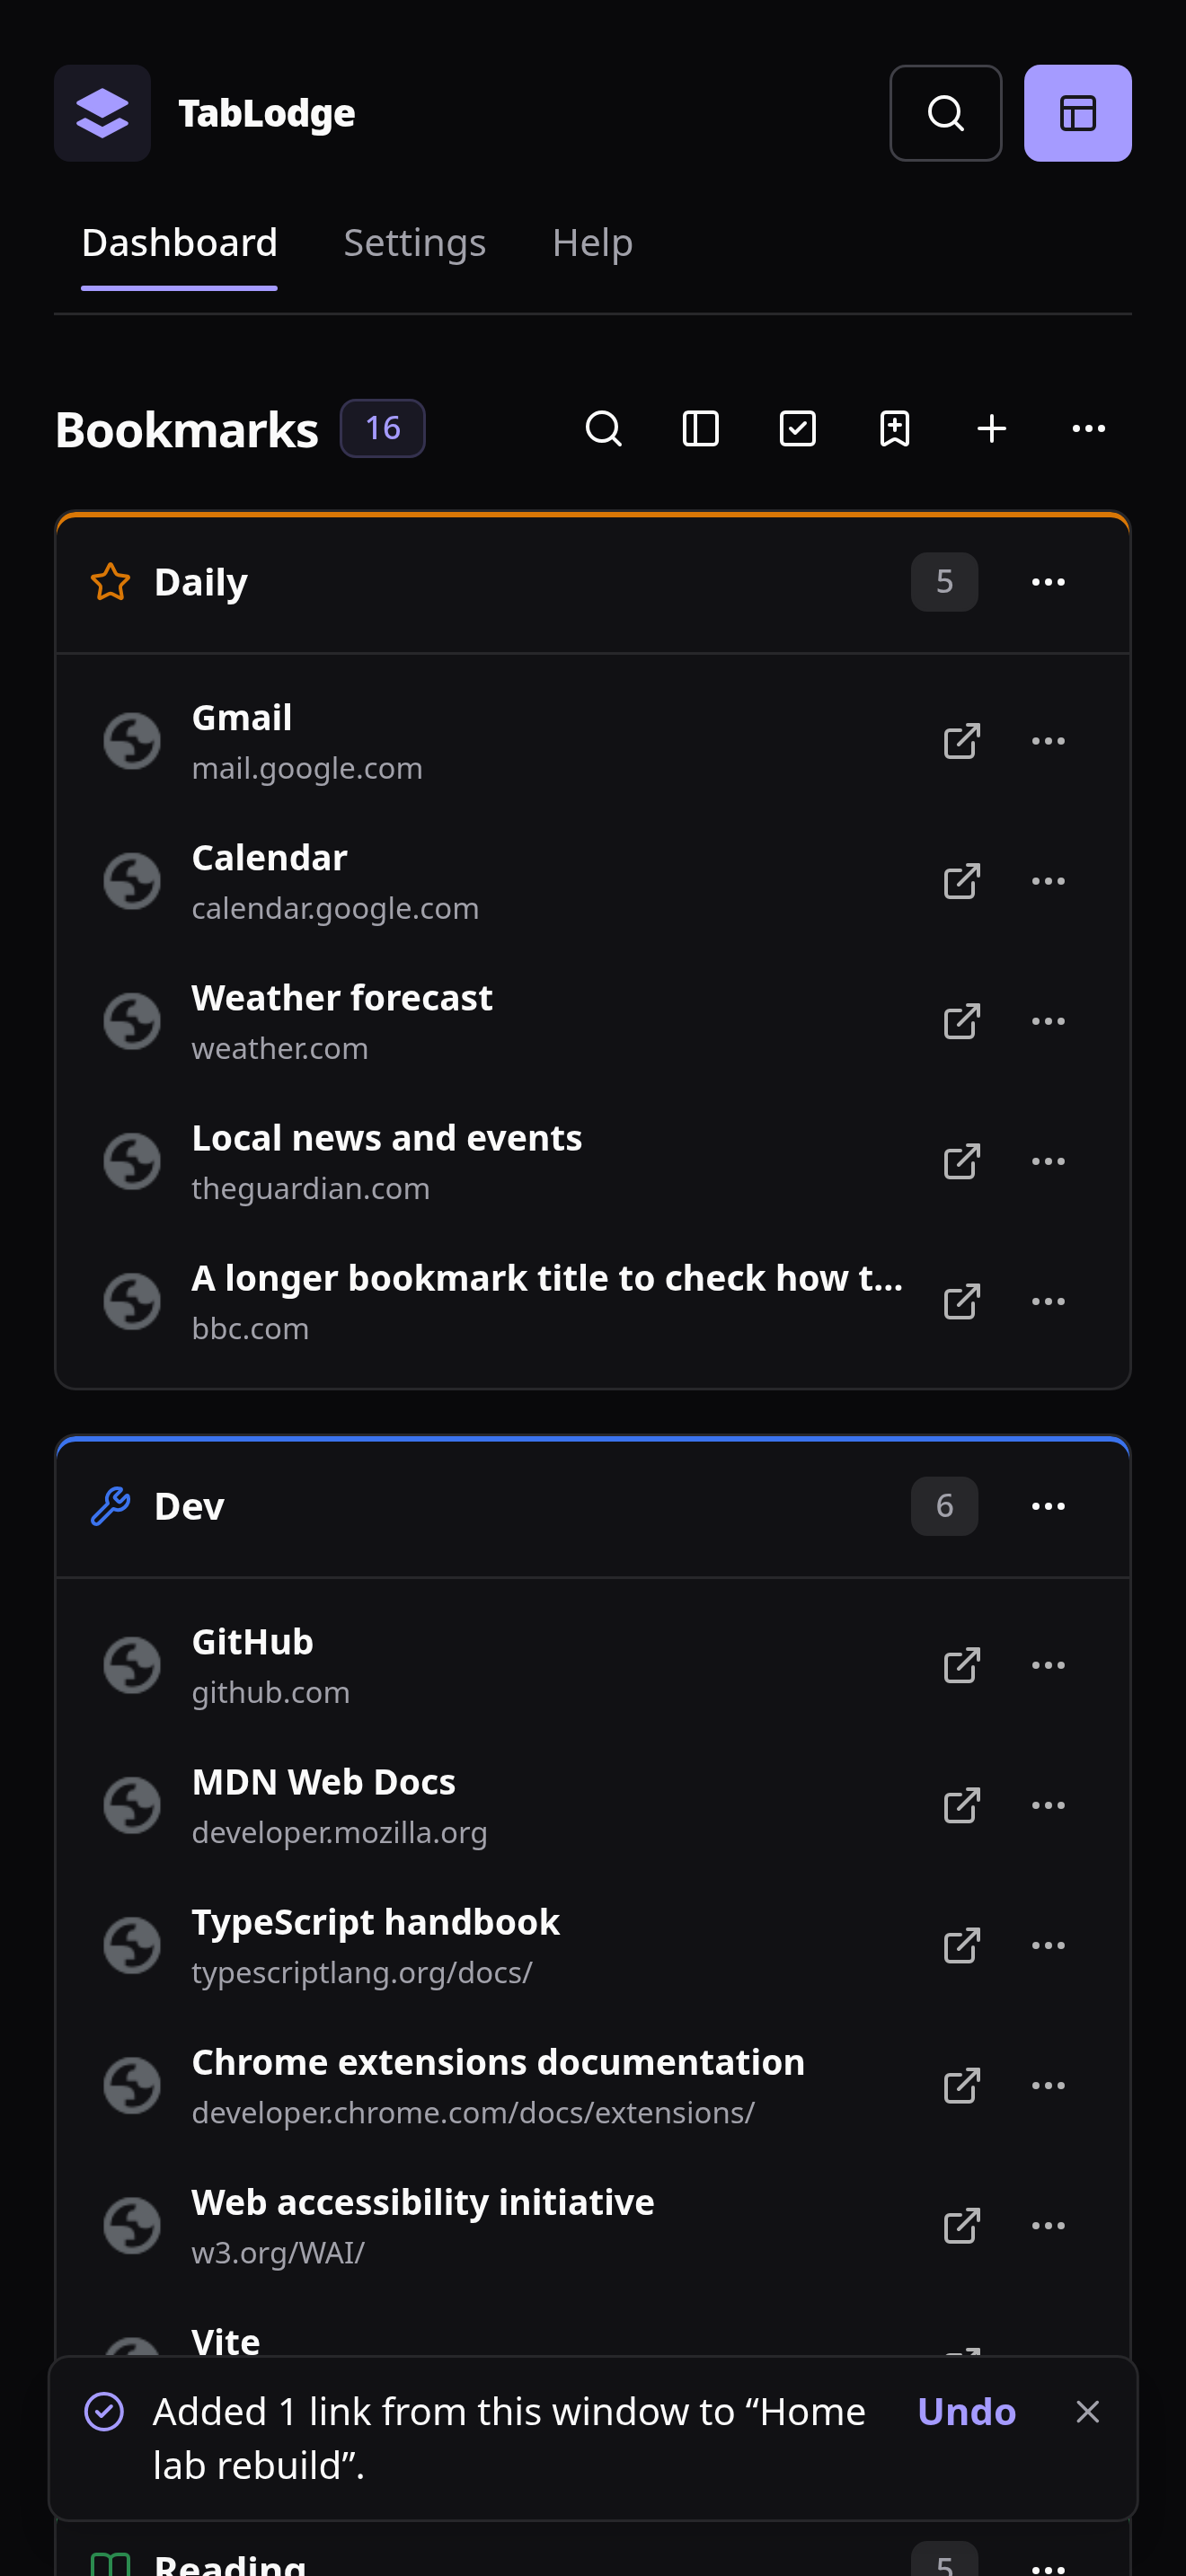 TabLodge
Dashboard Settings Help
Bookmarks 16
Daily 5
Gmail
mail.google.com
Calendar
calendar.google.com
Weather forecast
weather.com
Local news and events
theguardian.com
A longer bookmark title to check how t...
bbc.com
Dev 6
GitHub
github.com
MDN Web Docs
developer.mozilla.org
TypeScript handbook
typescriptlang.org/docs/
Chrome extensions documentation
developer.chrome.com/docs/extensions/
Web accessibility initiative
w3.org/WAI/
Vite
Added 1 link from this window to “Home Undo
lab rebuild”.
Reading 5